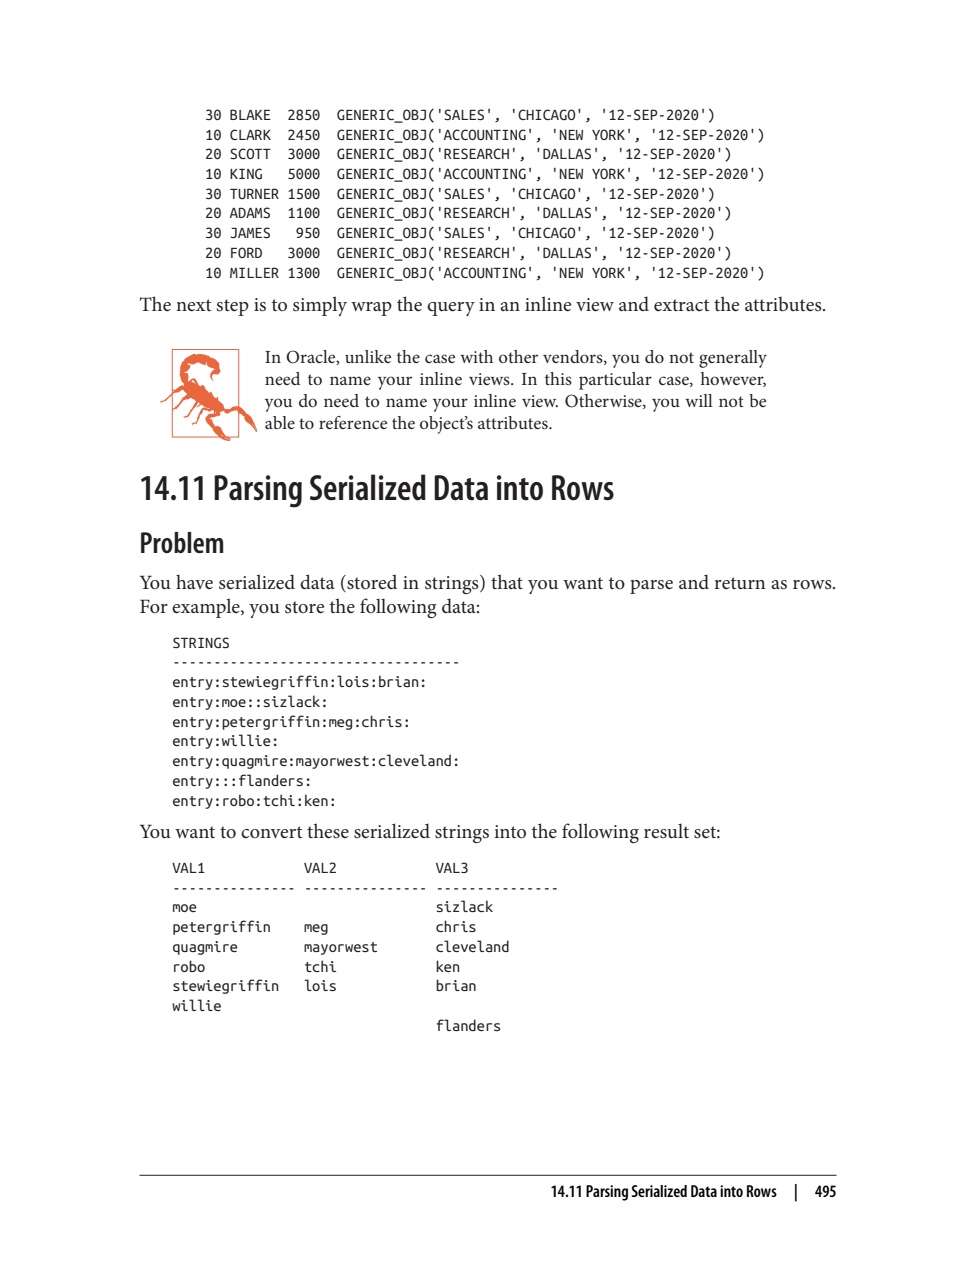 30 BLAKE  2850  GENERIC_OBJ('SALES', 'CHICAGO', '12-SEP-2020')
10 CLARK  2450  GENERIC_OBJ('ACCOUNTING', 'NEW YORK', '12-SEP-2020')
20 SCOTT  3000  GENERIC_OBJ('RESEARCH', 'DALLAS', '12-SEP-2020')
10 KING   5000  GENERIC_OBJ('ACCOUNTING', 'NEW YORK', '12-SEP-2020')
30 TURNER 1500  GENERIC_OBJ('SALES', 'CHICAGO', '12-SEP-2020')
20 ADAMS  1100  GENERIC_OBJ('RESEARCH', 'DALLAS', '12-SEP-2020')
30 JAMES   950  GENERIC_OBJ('SALES', 'CHICAGO', '12-SEP-2020')
20 FORD   3000  GENERIC_OBJ('RESEARCH', 'DALLAS', '12-SEP-2020')
10 MILLER 1300  GENERIC_OBJ('ACCOUNTING', 'NEW YORK', '12-SEP-2020')
The next step is to simply wrap the query in an inline view and extract the attributes.
In Oracle, unlike the case with other vendors, you do not generally
need to name your inline views. In this particular case, however,
you do need to name your inline view. Otherwise, you will not be
able to reference the object's attributes.
14.11 Parsing Serialized Data into Rows
Problem
You have serialized data (stored in strings) that you want to parse and return as rows.
For example, you store the following data:
STRINGS
-----------------------------------
entry:stewiegriffin:lois:brian:
entry:moe::sizlack:
entry:petergriffin:meg:chris:
entry:willie:
entry:quagmire:mayorwest:cleveland:
entry:::flanders:
entry:robo:tchi:ken:
You want to convert these serialized strings into the following result set:
VAL1            VAL2            VAL3
--------------- --------------- ---------------
moe                             sizlack
petergriffin    meg             chris
quagmire        mayorwest       cleveland
robo            tchi            ken
stewiegriffin   lois            brian
willie
                                flanders
14.11 Parsing Serialized Data into Rows | 495